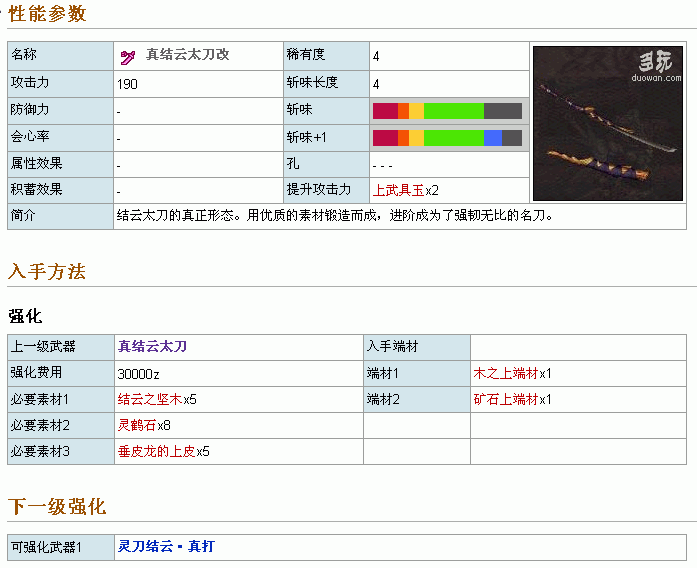 性能参数
名称 真结云太刀改 稀有度 4
多玩
duowan.com
攻击力 190 斩味长度 4
防御力 - 斩味
会心率 - 斩味+1
属性效果 - 孔 ---
积蓄效果 - 提升攻击力 上武具玉x2
简介 结云太刀的真正形态。用优质的素材锻造而成，进阶成为了强韧无比的名刀。
入手方法
强化
上一级武器 真结云太刀 入手端材
强化费用 30000z 端材1 木之上端材x1
必要素材1 结云之坚木x5 端材2 矿石上端材x1
必要素材2 灵鹤石x8
必要素材3 垂皮龙的上皮x5
下一级强化
可强化武器1 灵刀结云·真打